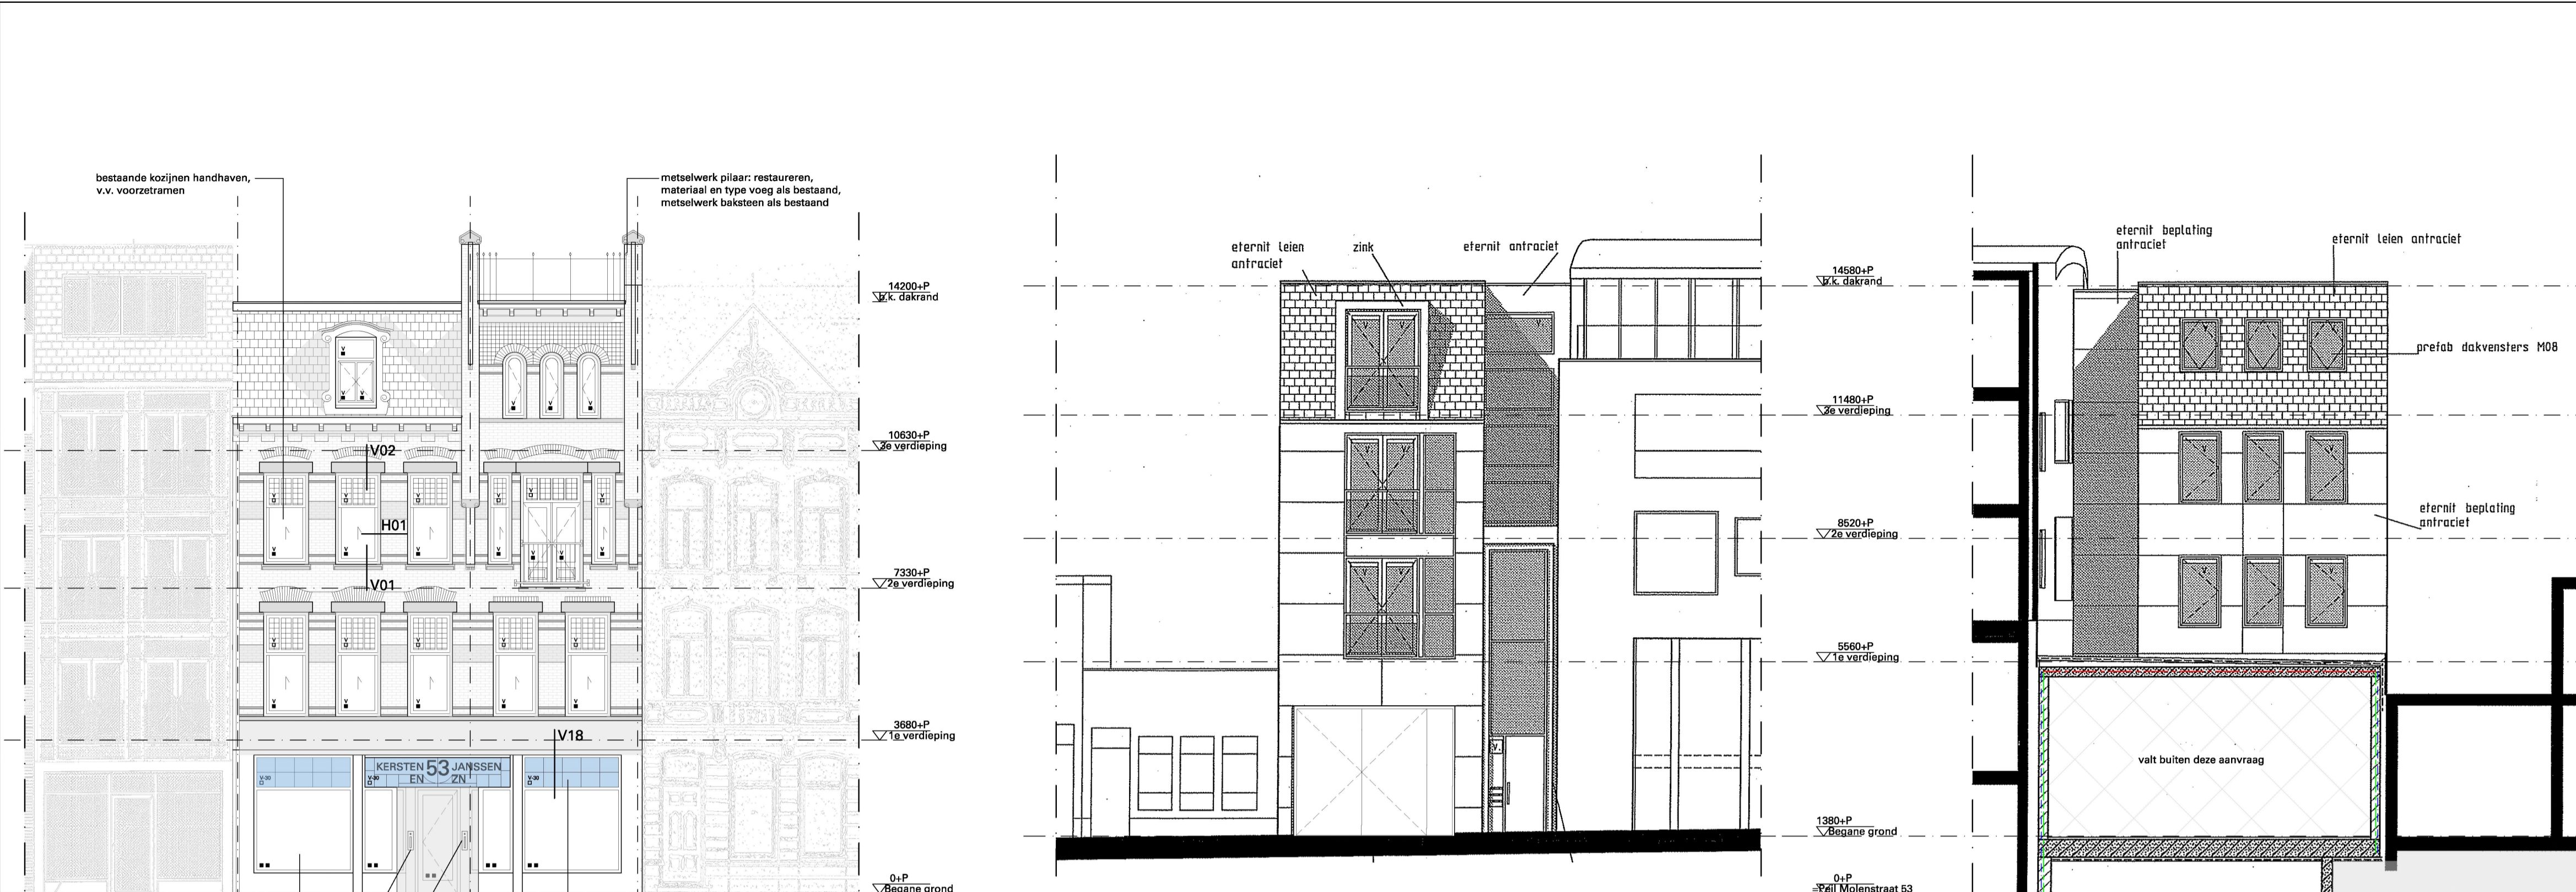 bestaande kozijnen handhaven,
v.v. voorzetramen
metselwerk pilaar: restaureren,
materiaal en type voeg als bestaand,
metselwerk baksteen als bestaand
14200+P
b.k. dakrand
10630+P
3e verdieping
7330+P
2e verdieping
3680+P
1e verdieping
0+P
Begane grond
V02
H01
V01
V18
KERSTEN 53 JANSSEN
EN ZN
V-30
V-30
V-30
eternit leien
antraciet
zink
eternit antraciet
14580+P
b.k. dakrand
11480+P
3e verdieping
8520+P
2e verdieping
5560+P
1e verdieping
1380+P
Begane grond
0+P
=Peil Molenstraat 53
eternit beplating
antraciet
eternit leien antraciet
prefab dakvensters M08
eternit beplating
antraciet
valt buiten deze aanvraag